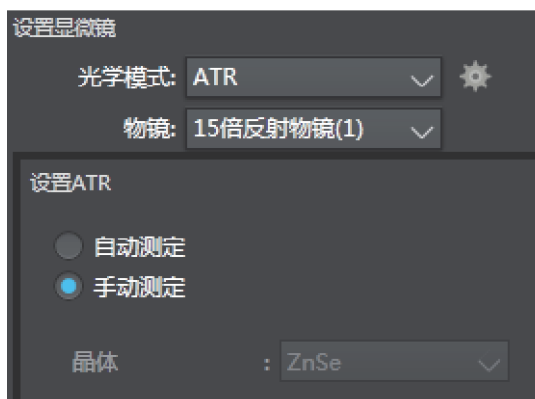 设置显微镜
光学模式: ATR
物镜: 15倍反射物镜(1)
设置ATR
自动测定
手动测定
晶体 : ZnSe